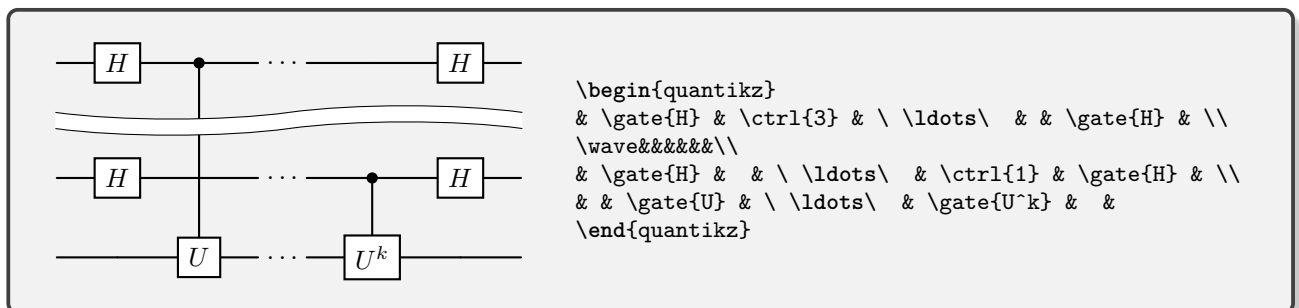 H ··· H
H ··· H
U ··· U^k
\begin{quantikz}
& \gate{H} & \ctrl{3} & \ \ldots\ & & \gate{H} & \\
\wave&&&&&&\\
& \gate{H} & & \ \ldots\ & \ctrl{1} & \gate{H} & \\
& & \gate{U} & \ \ldots\ & \gate{U^k} & &
\end{quantikz}